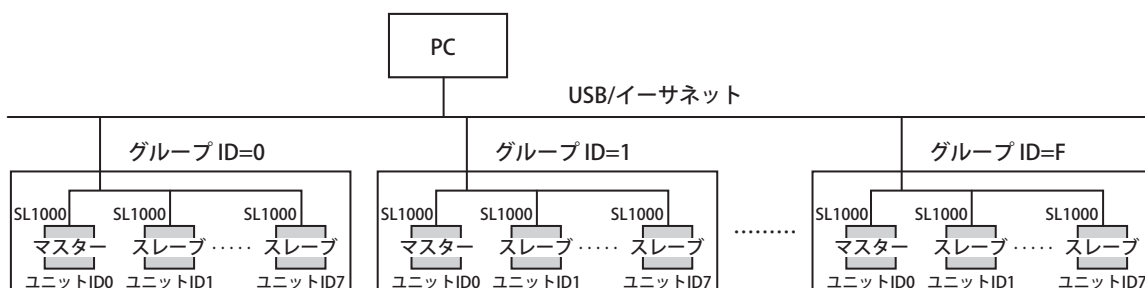 PC
USB/イーサネット
グループ ID=0 グループ ID=1 グループ ID=F
SL1000 SL1000 SL1000 SL1000 SL1000 SL1000 ......... SL1000 SL1000 SL1000
マスター スレーブ ..... スレーブ マスター スレーブ ..... スレーブ マスター スレーブ ..... スレーブ
ユニットID0 ユニットID1 ユニットID7 ユニットID0 ユニットID1 ユニットID7 ユニットID0 ユニットID1 ユニットID7